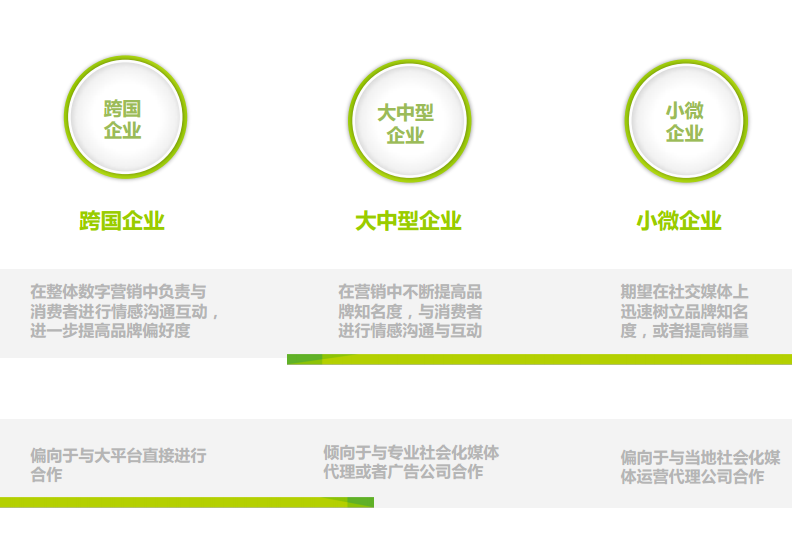 跨国
企业
大中型
企业
小微
企业
跨国企业
大中型企业
小微企业
在整体数字营销中负责与
消费者进行情感沟通互动，
进一步提高品牌偏好度
在营销中不断提高品
牌知名度，与消费者
进行情感沟通与互动
期望在社交媒体上
迅速树立品牌知名
度，或者提高销量
偏向于与大平台直接进行
合作
倾向于与专业社会化媒体
代理或者广告公司合作
偏向于与当地社会化媒
体运营代理公司合作